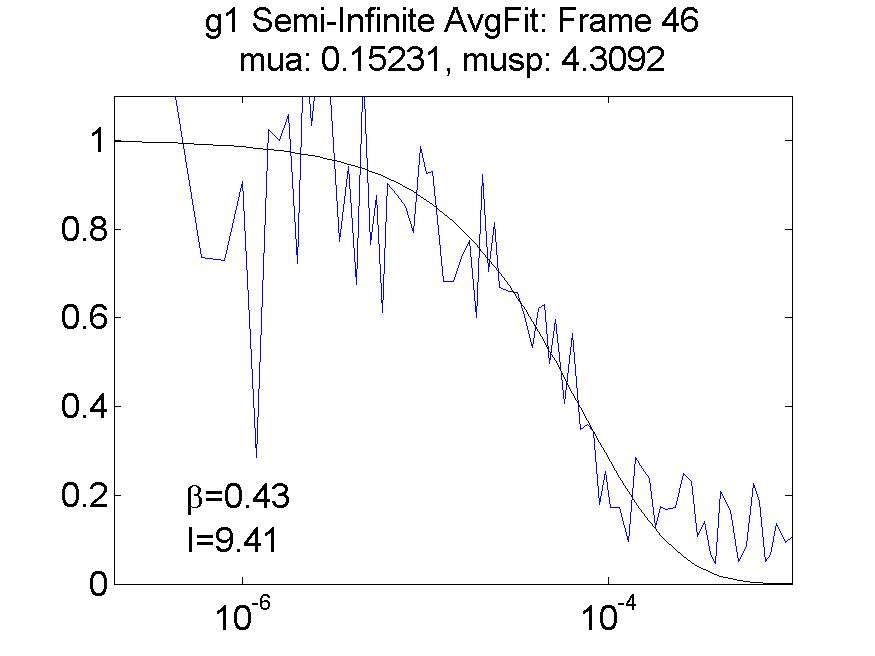 g1 Semi-Infinite AvgFit: Frame 46
mua: 0.15231, musp: 4.3092
1
0.8
0.6
0.4
0.2
0
β=0.43
I=9.41
10^-6
10^-4